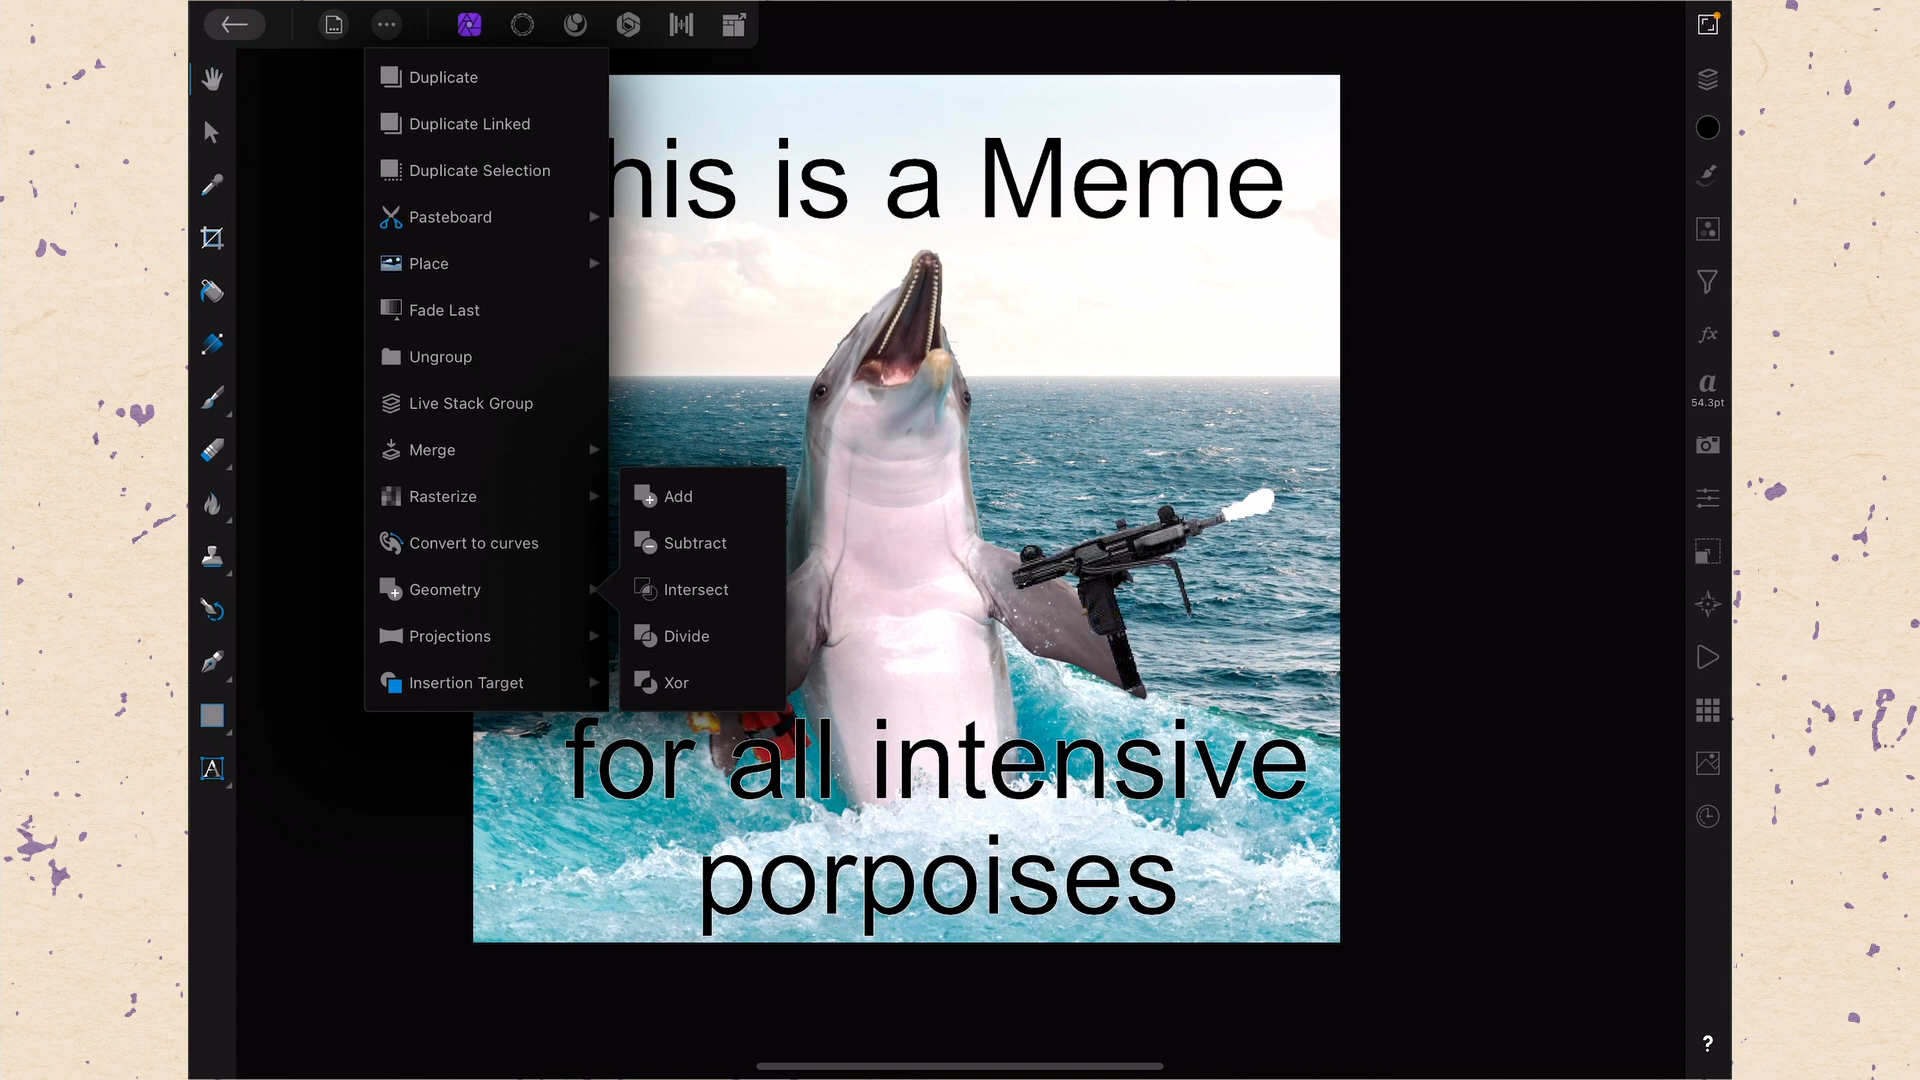 Duplicate
Duplicate Linked
Duplicate Selection
Pasteboard
Place
Fade Last
Ungroup
Live Stack Group
Merge
Rasterize
Convert to curves
Geometry
Projections
Insertion Target
Add
Subtract
Intersect
Divide
Xor
his is a Meme
for all intensive
porpoises
A
fx
a
54.3pt
?